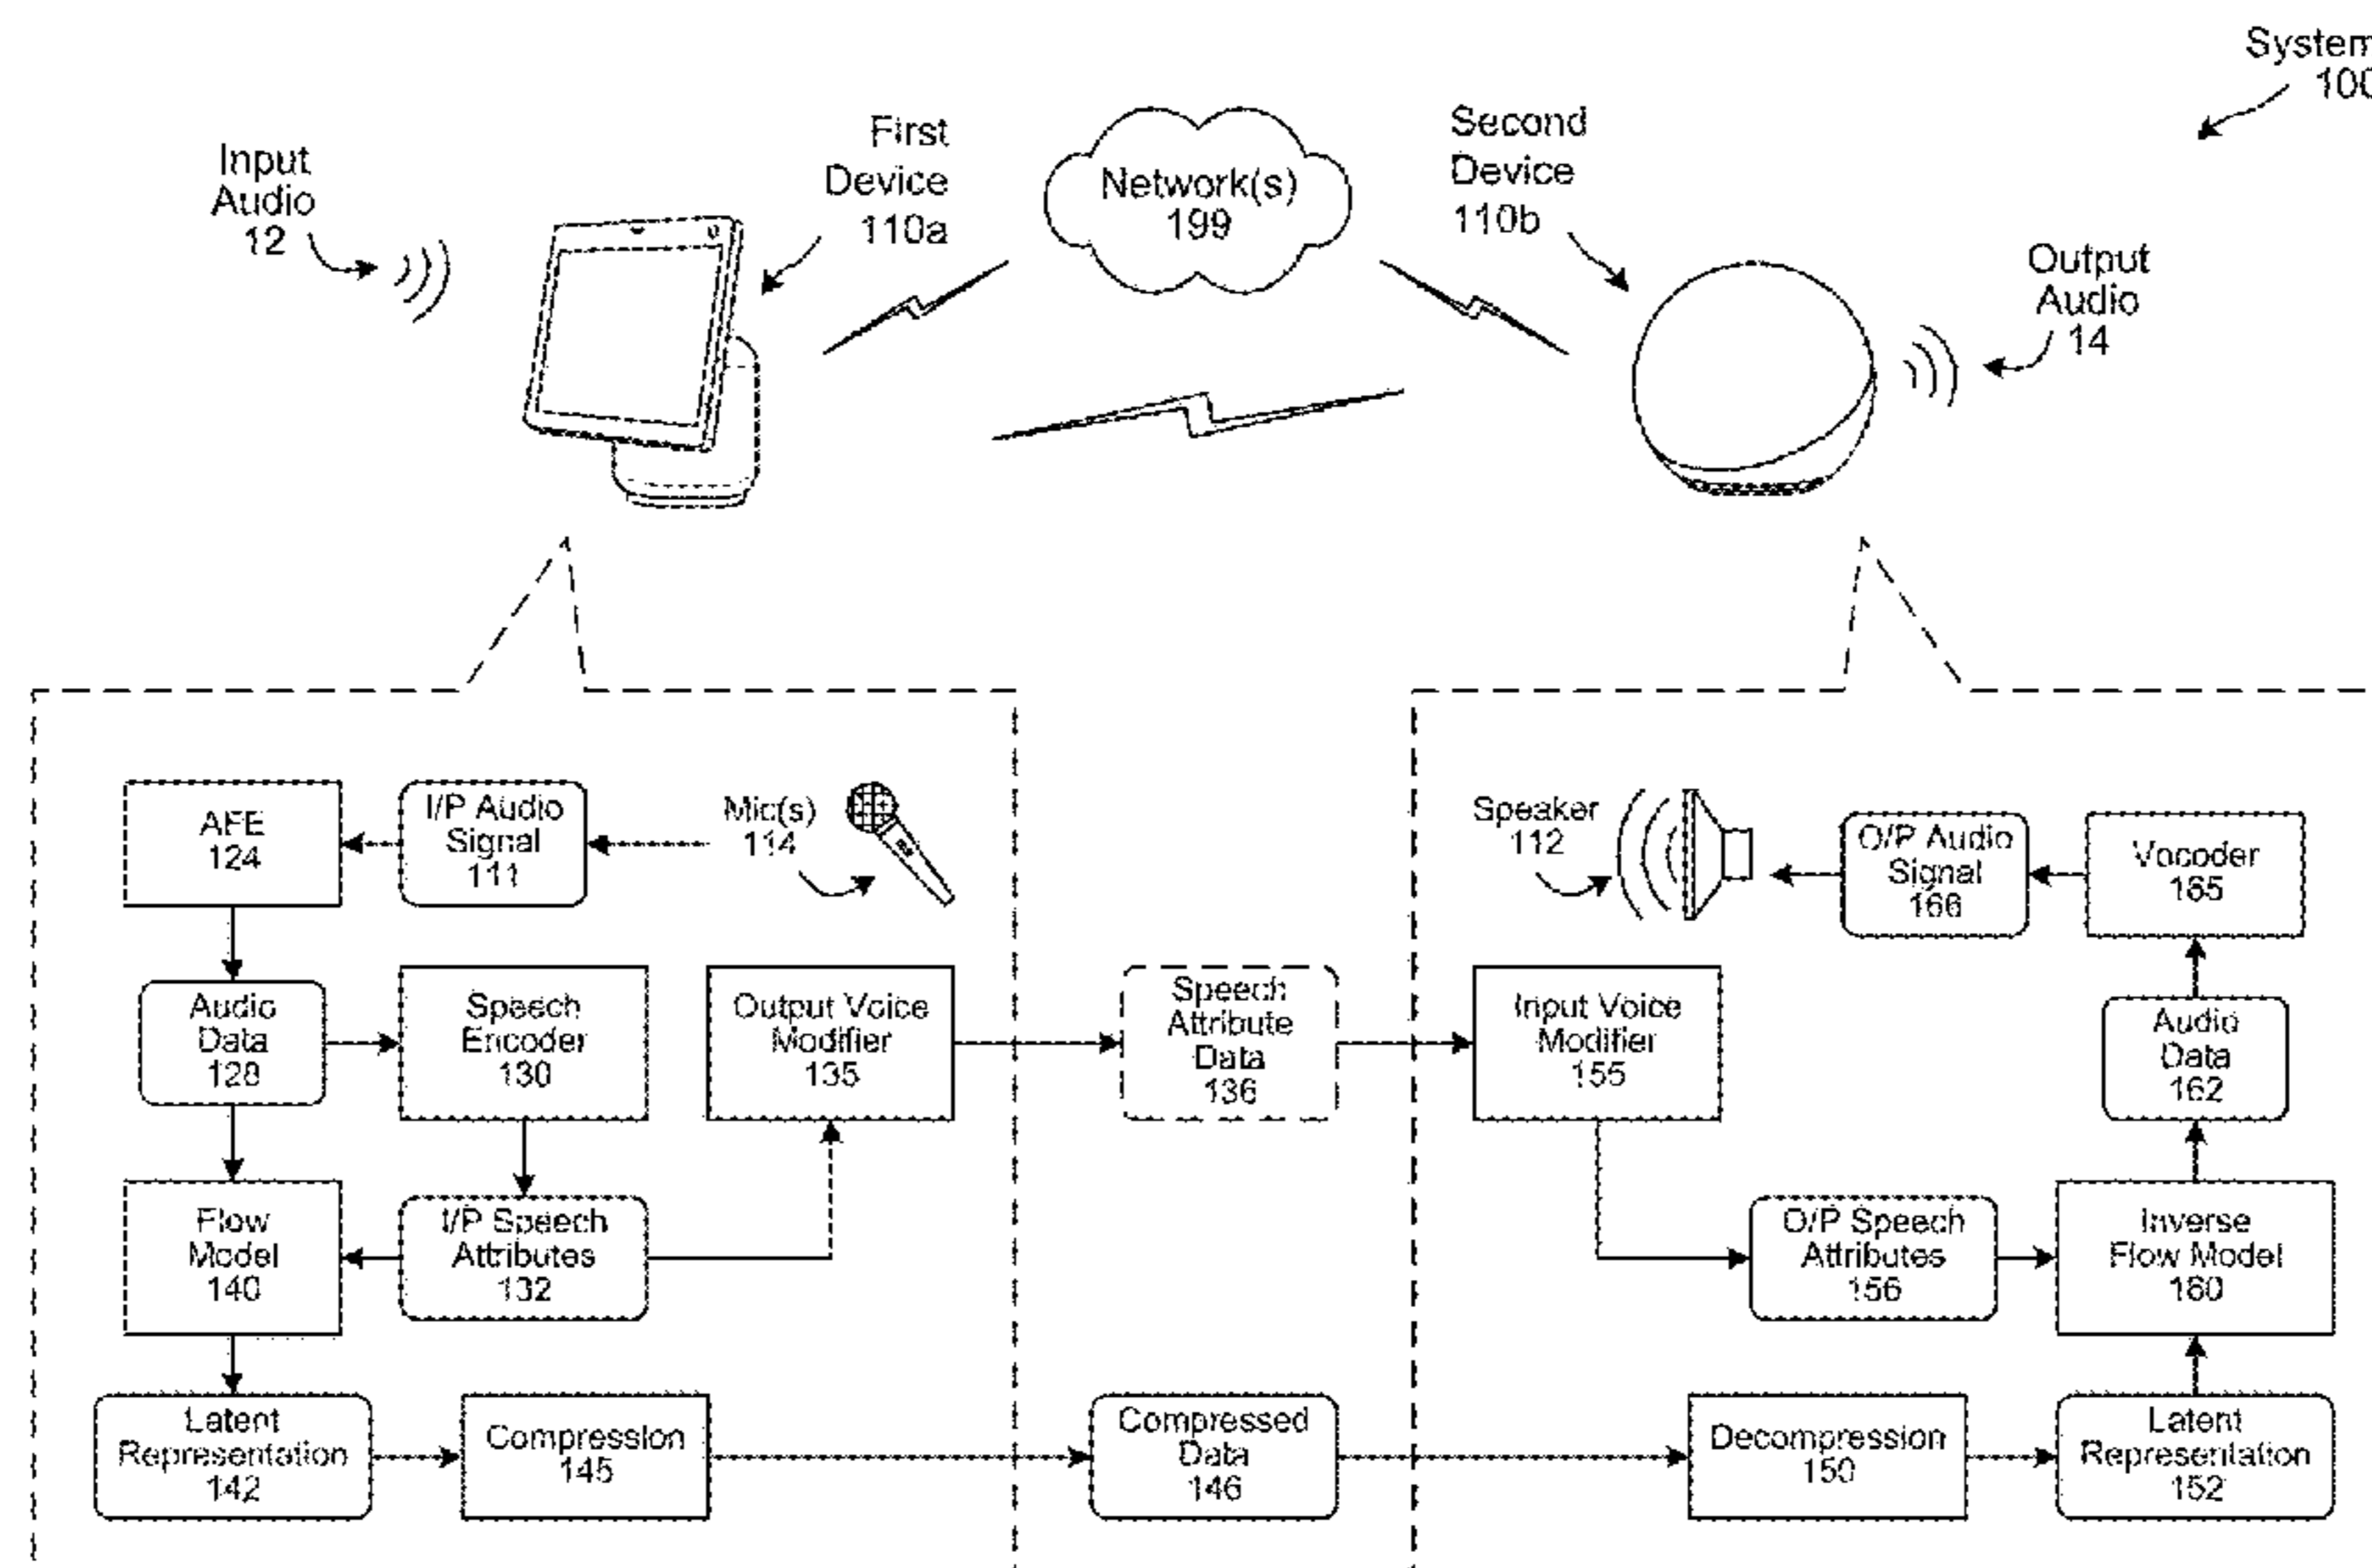 System
100
Input
Audio
12
First
Device
110a
Network(s)
199
Second
Device
110b
Output
Audio
14
AFE
124
I/P Audio
Signal
111
Mic(s)
114
Speaker
112
O/P Audio
Signal
166
Vocoder
165
Audio
Data
128
Speech
Encoder
130
Output Voice
Modifier
135
Speech
Attribute
Data
136
Input Voice
Modifier
155
Audio
Data
162
Flow
Model
140
I/P Speech
Attributes
132
O/P Speech
Attributes
156
Inverse
Flow Model
160
Latent
Representation
142
Compression
145
Compressed
Data
146
Decompression
150
Latent
Representation
152